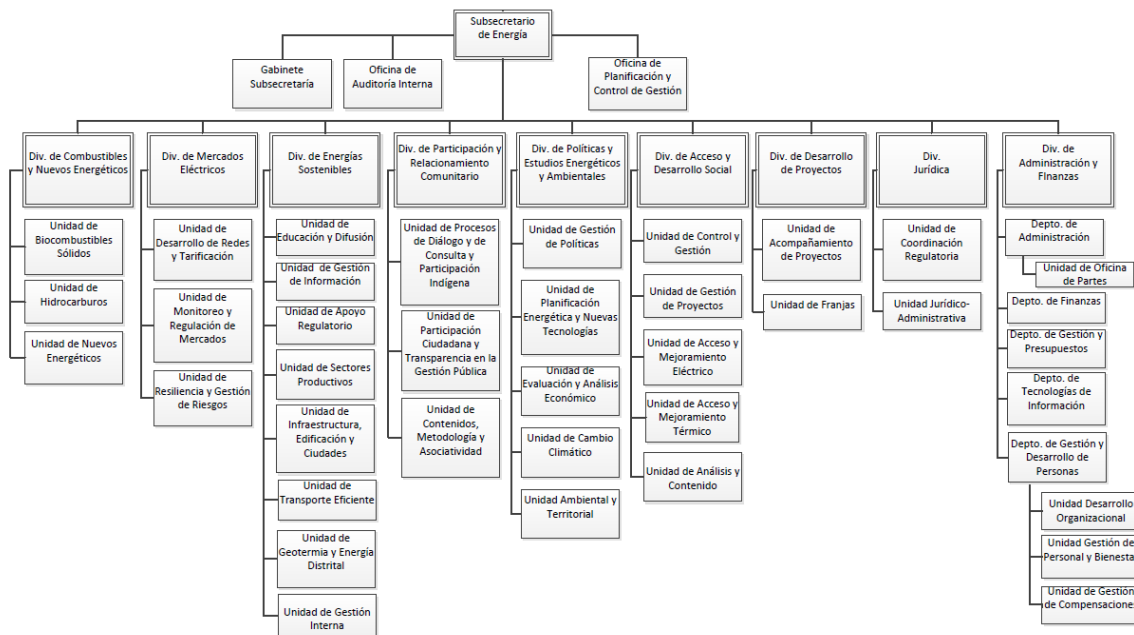 Subsecretario
de Energía
Gabinete
Subsecretaría
Oficina de
Auditoría Interna
Oficina de
Planificación y
Control de Gestión
Div. de Combustibles
y Nuevos Energéticos
Unidad de
Biocombustibles
Sólidos
Unidad de
Hidrocarburos
Unidad de Nuevos
Energéticos
Div. de Mercados
Eléctricos
Unidad de
Desarrollo de Redes
y Tarificación
Unidad de
Monitoreo y
Regulación de
Mercados
Unidad de
Resiliencia y Gestión
de Riesgos
Div. de Energías
Sostenibles
Unidad de
Educación y Difusión
Unidad de Gestión
de Información
Unidad de Apoyo
Regulatorio
Unidad de Sectores
Productivos
Unidad de
Infraestructura,
Edificación y
Ciudades
Unidad de
Transporte Eficiente
Unidad de
Geotermia y Energía
Distrital
Unidad de Gestión
Interna
Div. de Participación y
Relacionamiento
Comunitario
Unidad de Procesos
de Diálogo y de
Consulta y
Participación
Indígena
Unidad de
Participación
Ciudadana y
Transparencia en la
Gestión Pública
Unidad de
Contenidos,
Metodología y
Asociatividad
Div. de Políticas y
Estudios Energéticos
y Ambientales
Unidad de Gestión
de Políticas
Unidad de
Planificación
Energética y Nuevas
Tecnologías
Unidad de
Evaluación y Análisis
Económico
Unidad de Cambio
Climático
Unidad Ambiental y
Territorial
Div. de Acceso y
Desarrollo Social
Unidad de Control y
Gestión
Unidad de Gestión
de Proyectos
Unidad de Acceso y
Mejoramiento
Eléctrico
Unidad de Acceso y
Mejoramiento
Térmico
Unidad de Análisis y
Contenido
Div. de Desarrollo
de Proyectos
Unidad de
Acompañamiento
de Proyectos
Unidad de Franjas
Div.
Jurídica
Unidad de
Coordinación
Regulatoria
Unidad Jurídico-
Administrativa
Div. de
Administración y
FInanzas
Depto. de
Administración
Unidad de Oficina de
Partes
Depto. de Finanzas
Depto. de Gestión y
Presupuestos
Depto. de
Tecnologías de
Información
Depto. de Gestión y
Desarrollo de
Personas
Unidad Desarrollo
Organizacional
Unidad Gestión de
Personal y Bienesta
Unidad de Gestión
de Compensaciones